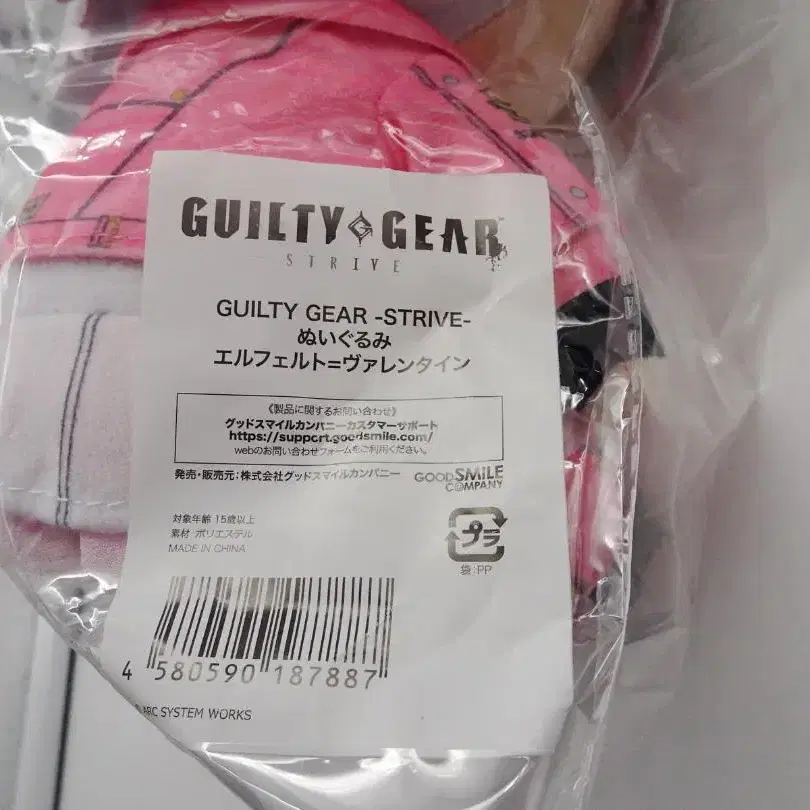 GUILTY GEAR
STRIVE
GUILTY GEAR -STRIVE-
ぬいぐるみ
エルフェルト=ヴァレンタイン
《製品に関するお問い合わせ》
グッドスマイルカンパニーカスタマーサポート
https://support.goodsmile.com/
webのお問い合わせフォームをご利用ください。
発売・販売元:株式会社グッドスマイルカンパニー
GOOD SMILE
COMPANY
対象年齢 15歳以上
素材 ポリエステル
MADE IN CHINA
プラ
袋:PP
4 580590 187887
© ARC SYSTEM WORKS